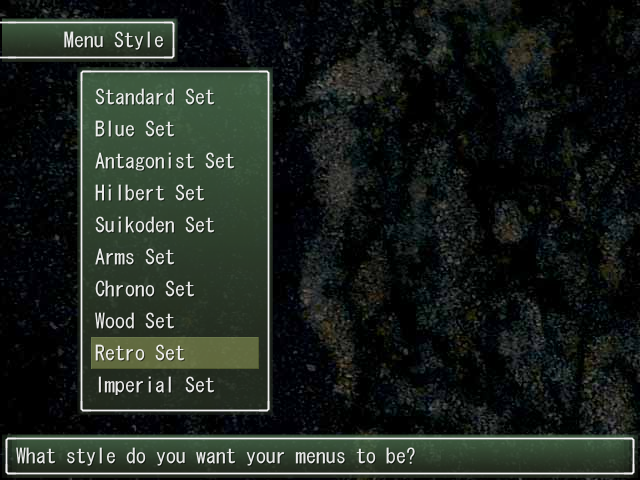 Menu Style
Standard Set
Blue Set
Antagonist Set
Hilbert Set
Suikoden Set
Arms Set
Chrono Set
Wood Set
Retro Set
Imperial Set
What style do you want your menus to be?